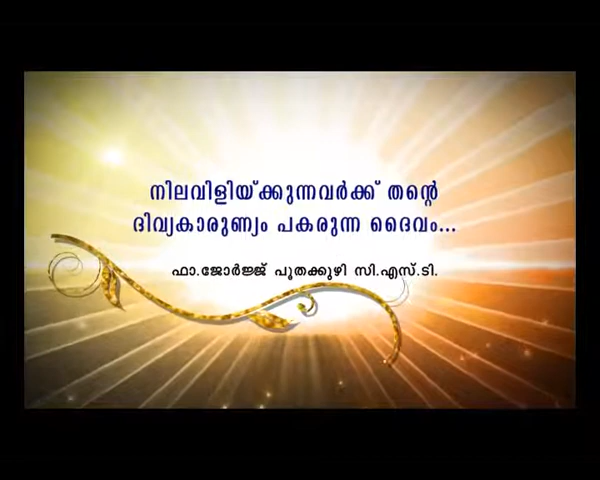 നിലവിളിയ്ക്കുന്നവർക്ക് തന്റെ
ദിവ്യകാരുണ്യം പകരുന്ന ദൈവം...
ഫാ.ജോർജ്ജ് പൂതക്കുഴി സി.എസ്.ടി.